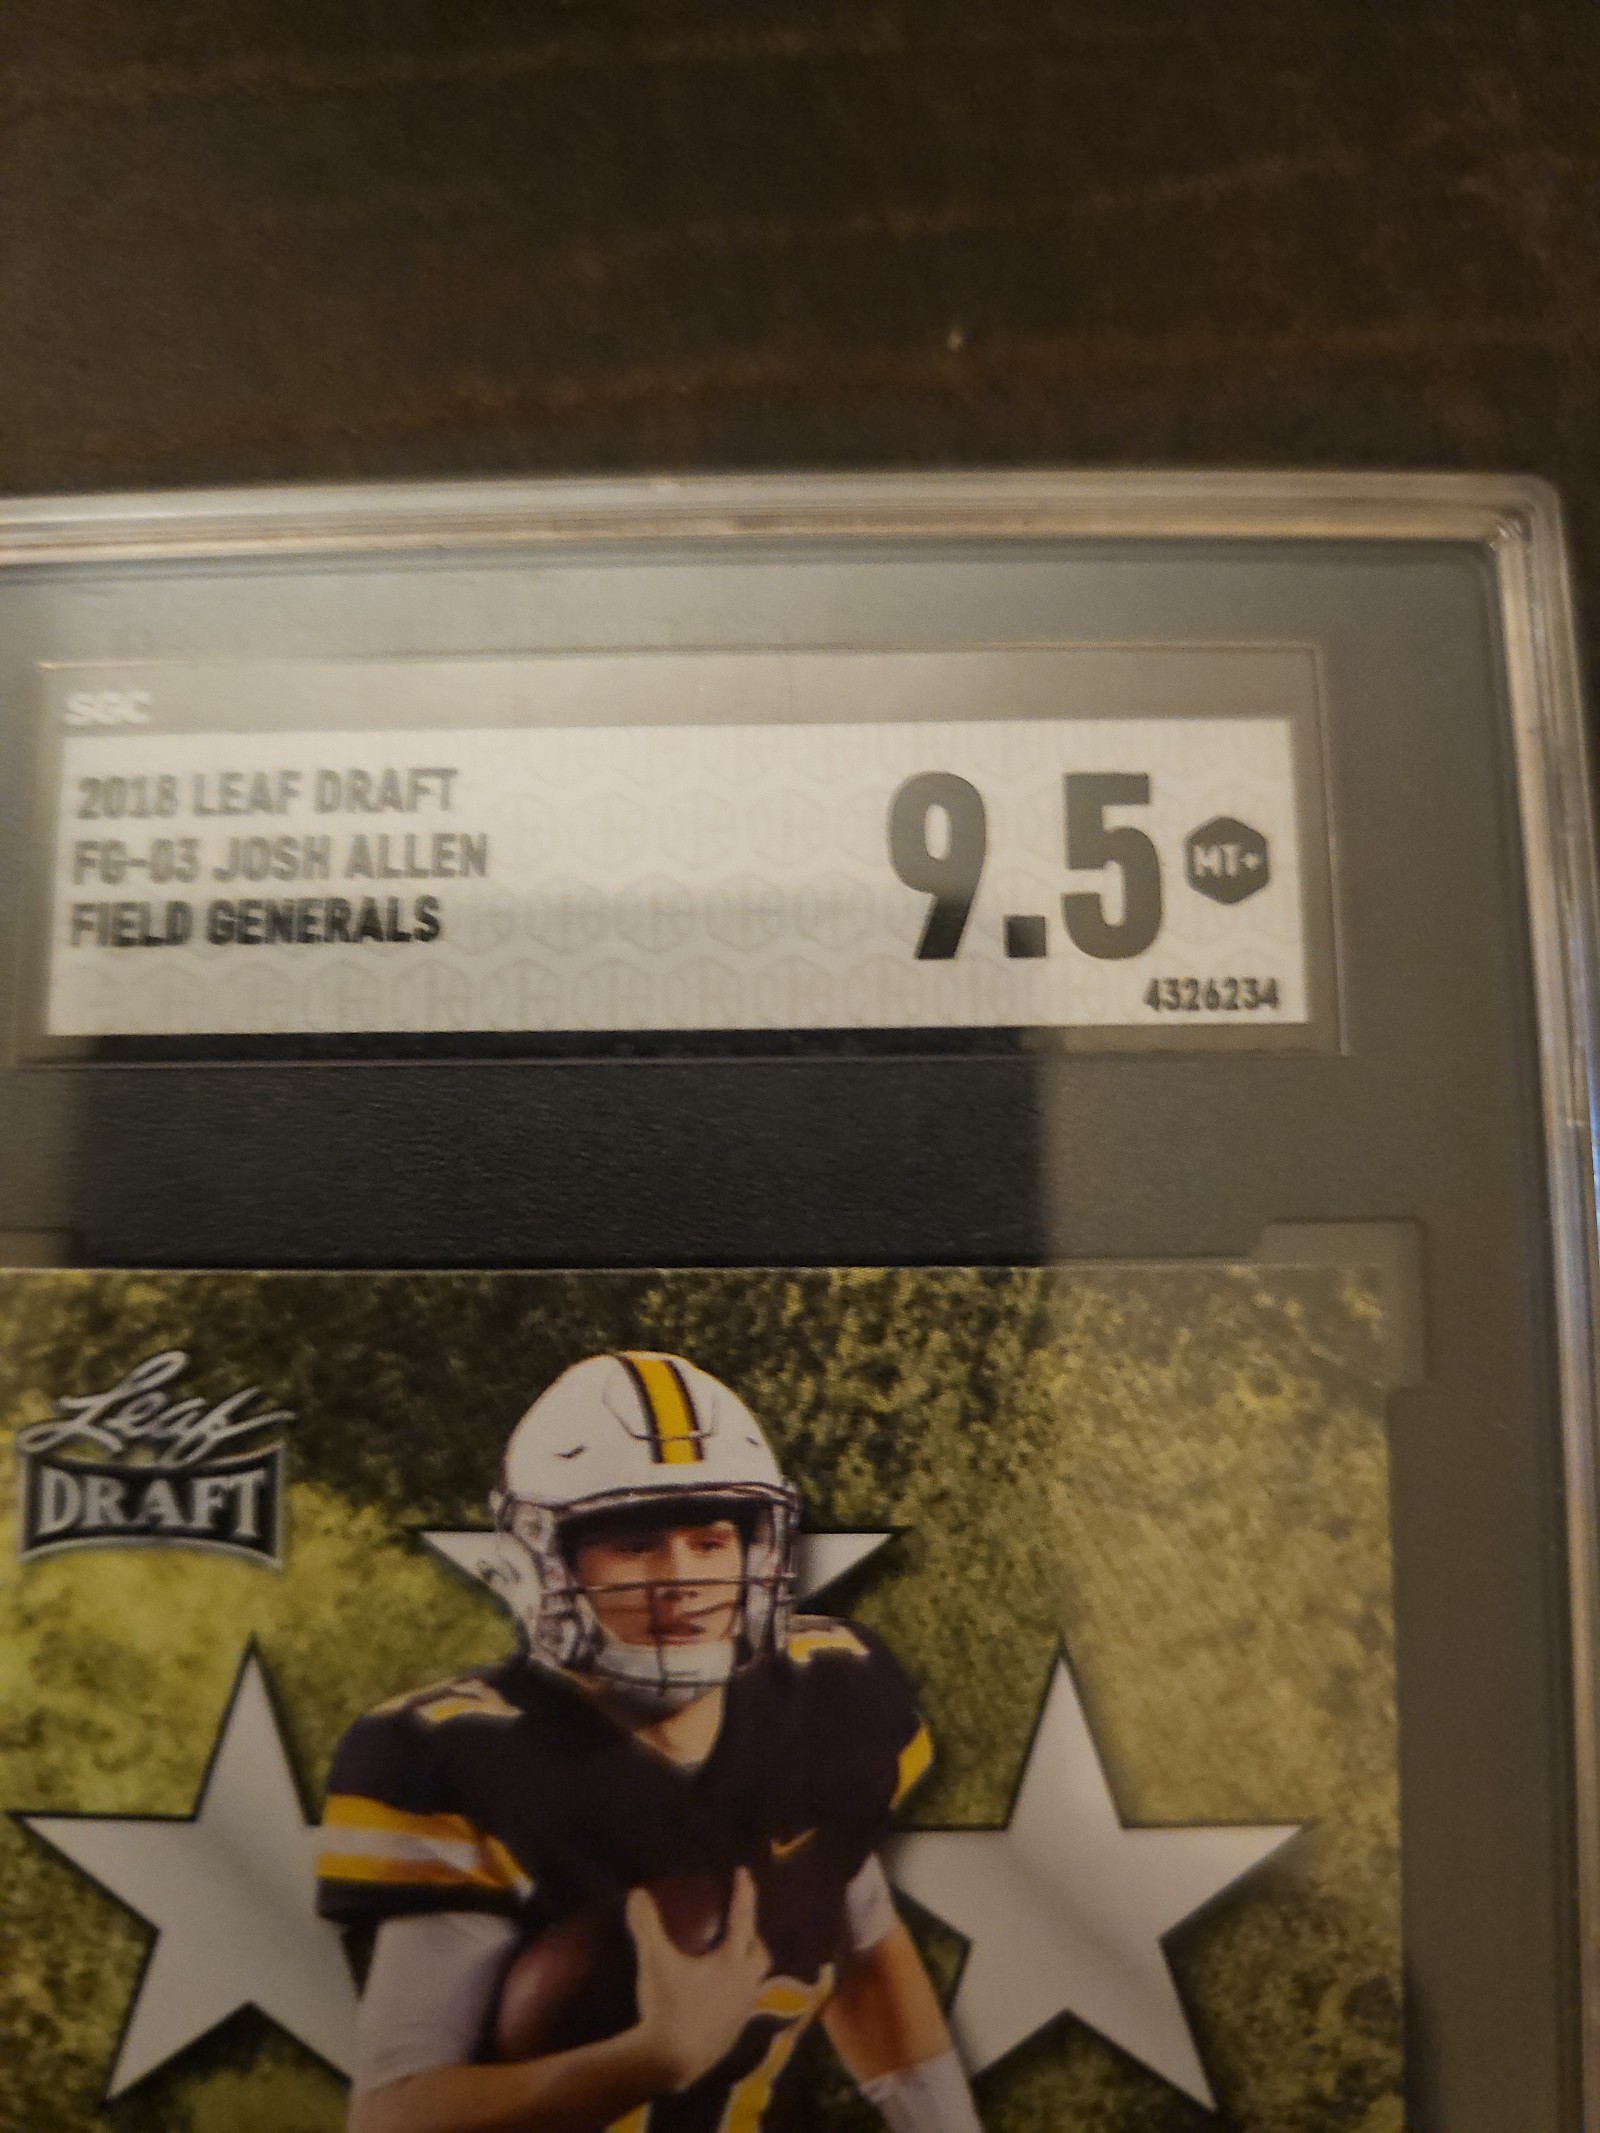 SGC
2018 LEAF DRAFT
FG-03 JOSH ALLEN
FIELD GENERALS
9.5
MT+
4326234
Leaf
DRAFT